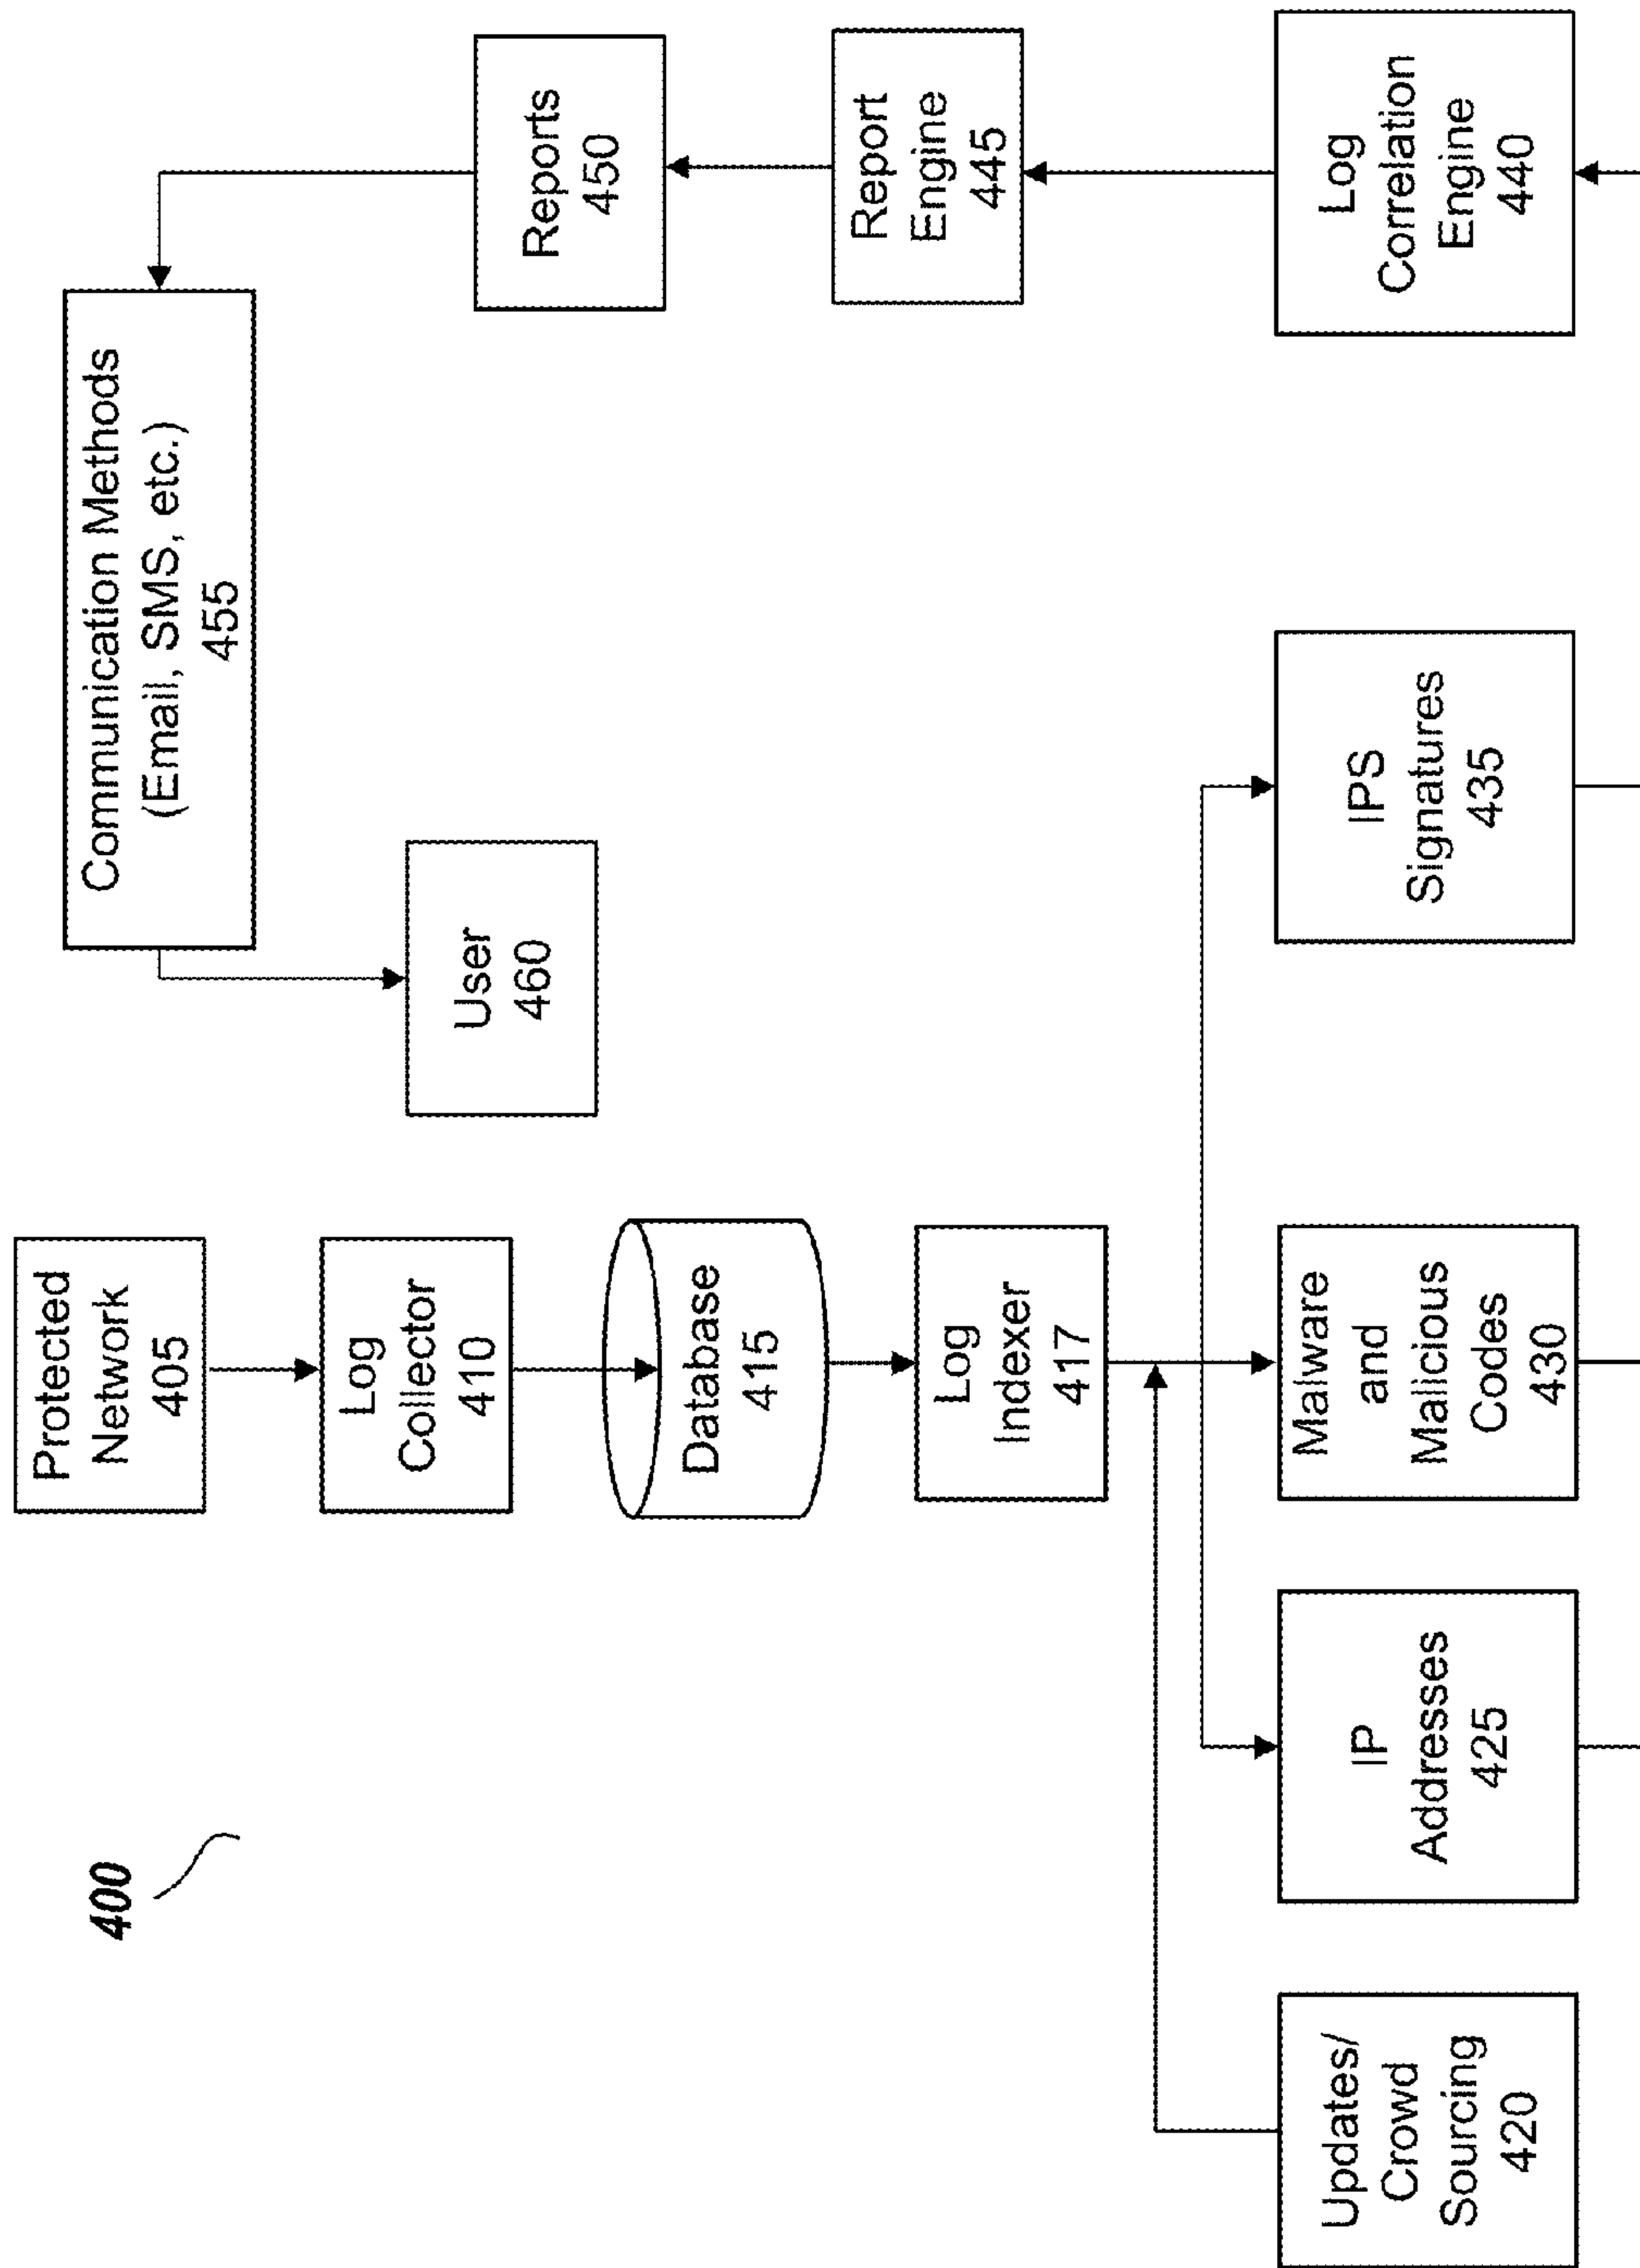 400
Protected
Network
405
Log
Collector
410
Database
415
Log
Indexer
417
Updates/
Crowd
Sourcing
420
IP
Addresses
425
Malware
and
Malicious
Codes
430
IPS
Signatures
435
Log
Correlation
Engine
440
Report
Engine
445
Reports
450
Communication Methods
(Email, SMS, etc.)
455
User
460